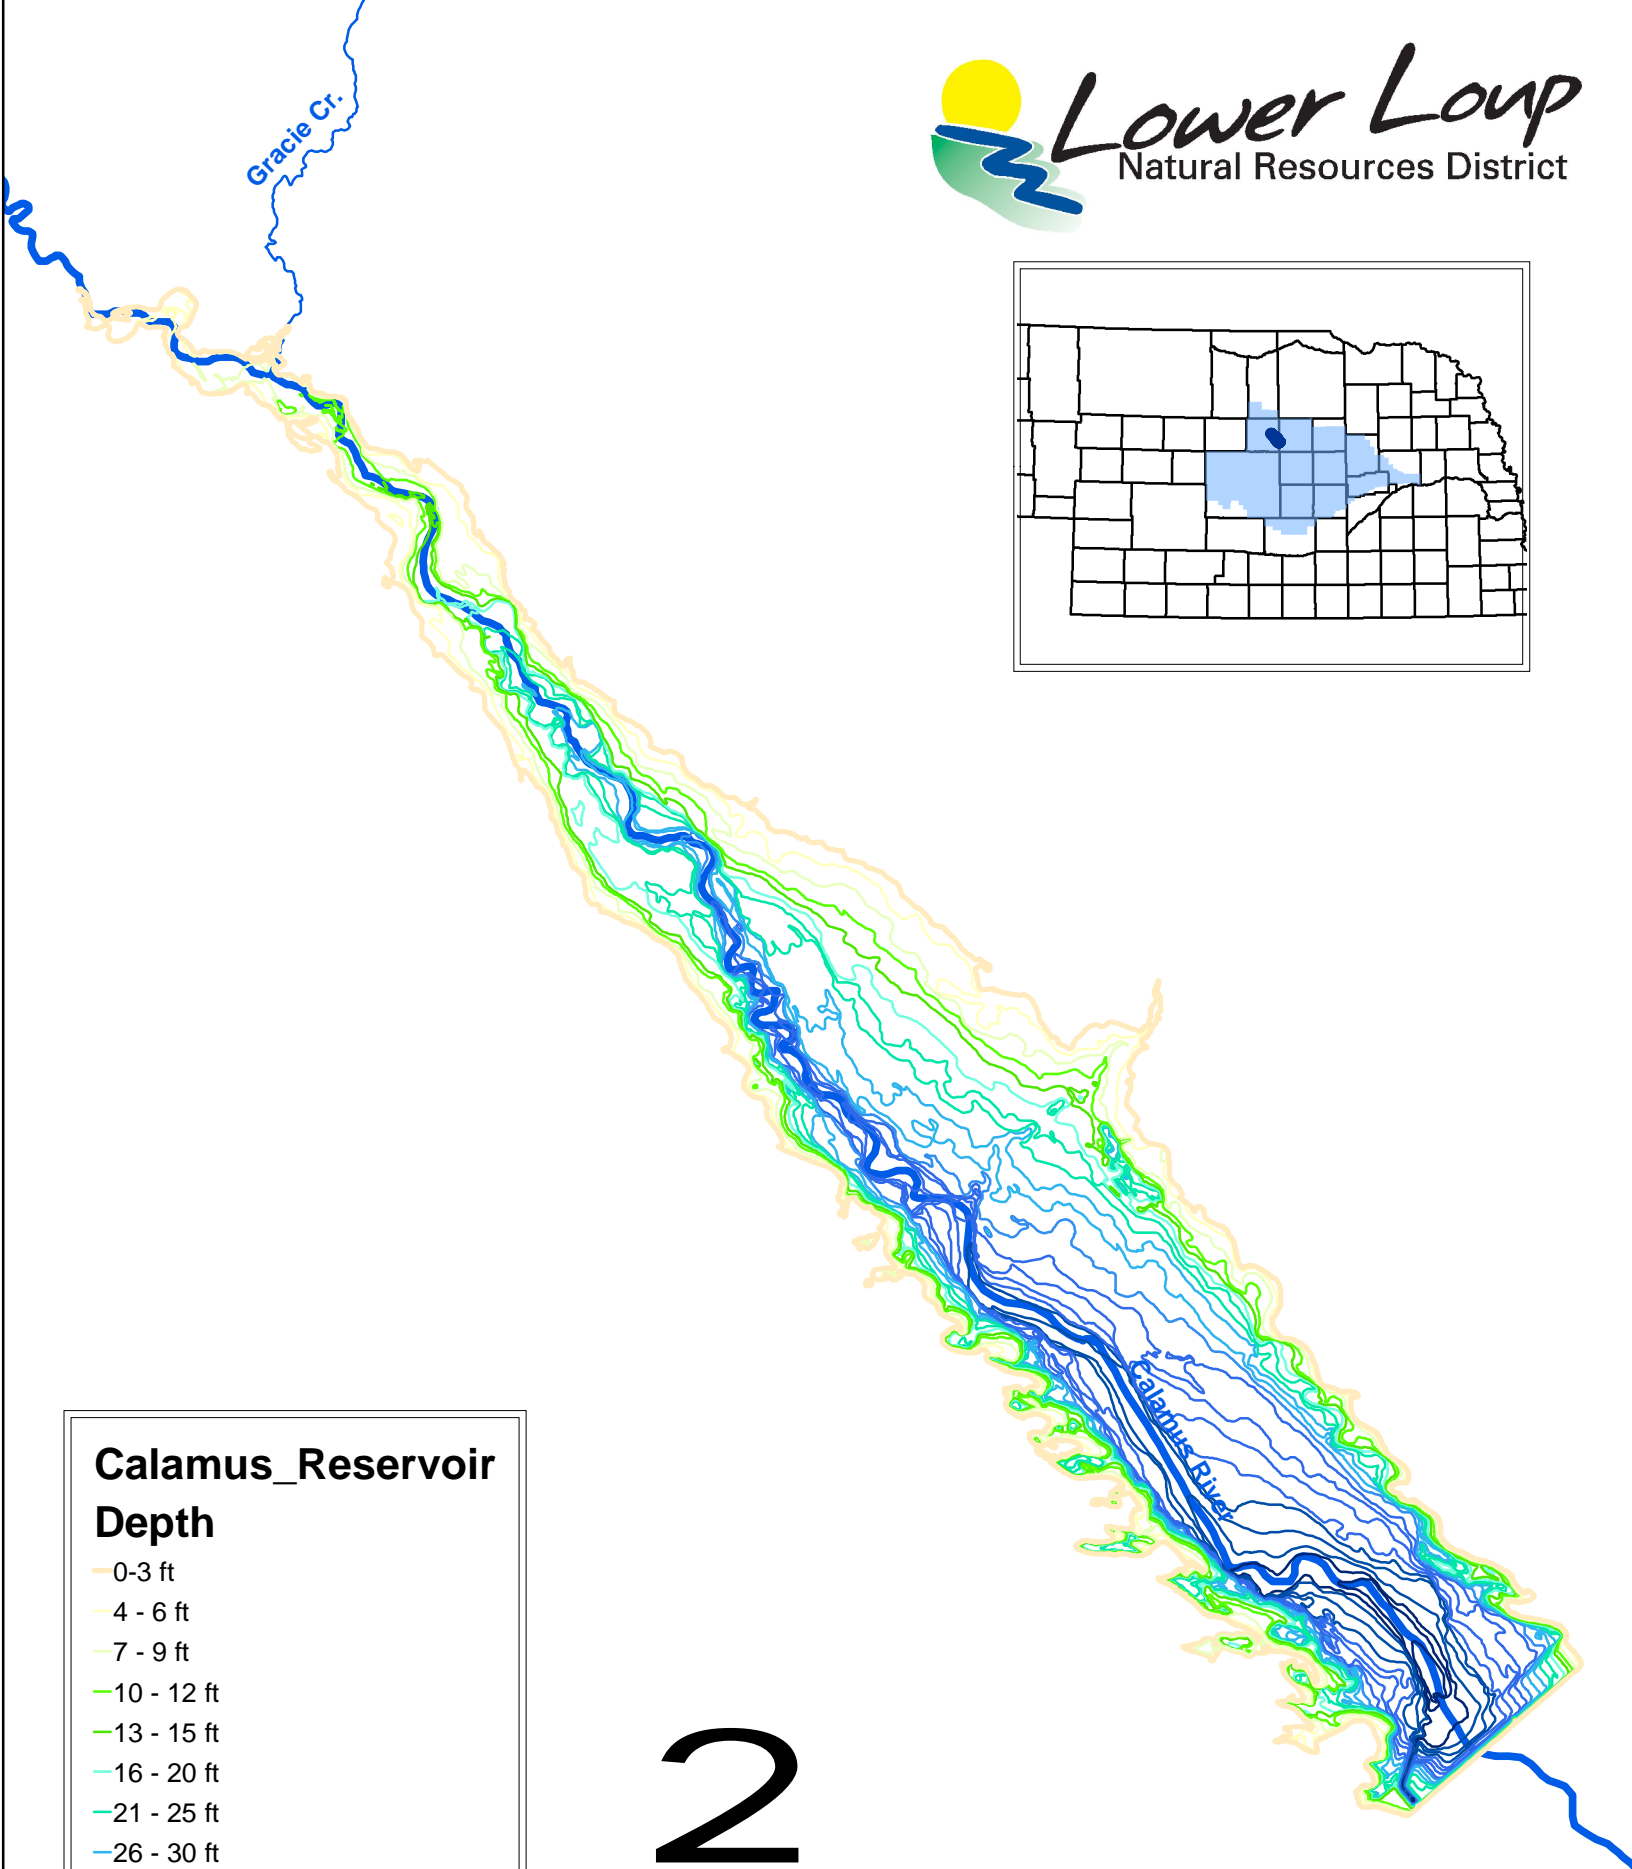 Gracie Cr.
Lower Loup
Natural Resources District
Calamus River
Calamus_Reservoir
Depth
0-3 ft
4 - 6 ft
7 - 9 ft
10 - 12 ft
13 - 15 ft
16 - 20 ft
21 - 25 ft
26 - 30 ft
2